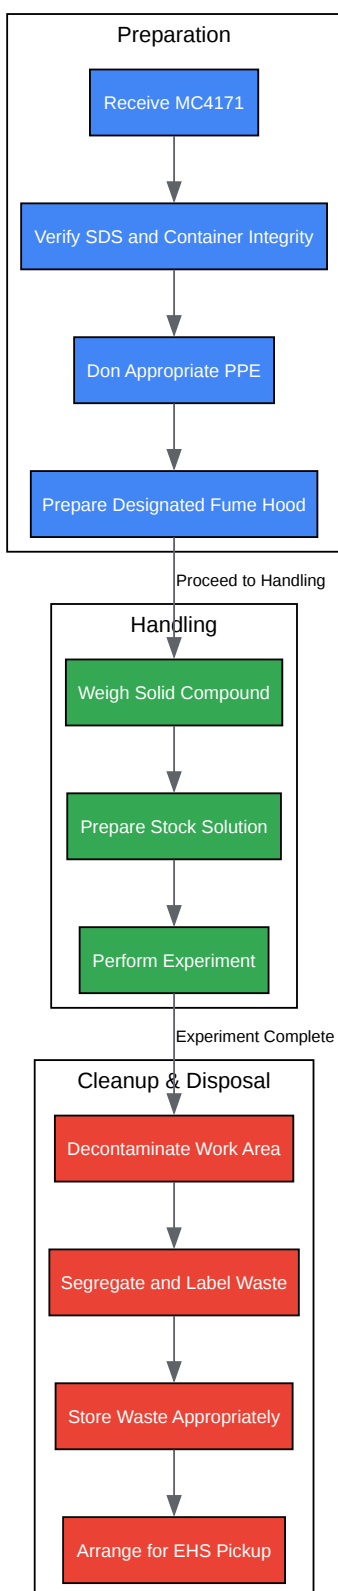 Preparation
Receive MC4171
Verify SDS and Container Integrity
Don Appropriate PPE
Prepare Designated Fume Hood
Proceed to Handling
Handling
Weigh Solid Compound
Prepare Stock Solution
Perform Experiment
Experiment Complete
Cleanup & Disposal
Decontaminate Work Area
Segregate and Label Waste
Store Waste Appropriately
Arrange for EHS Pickup